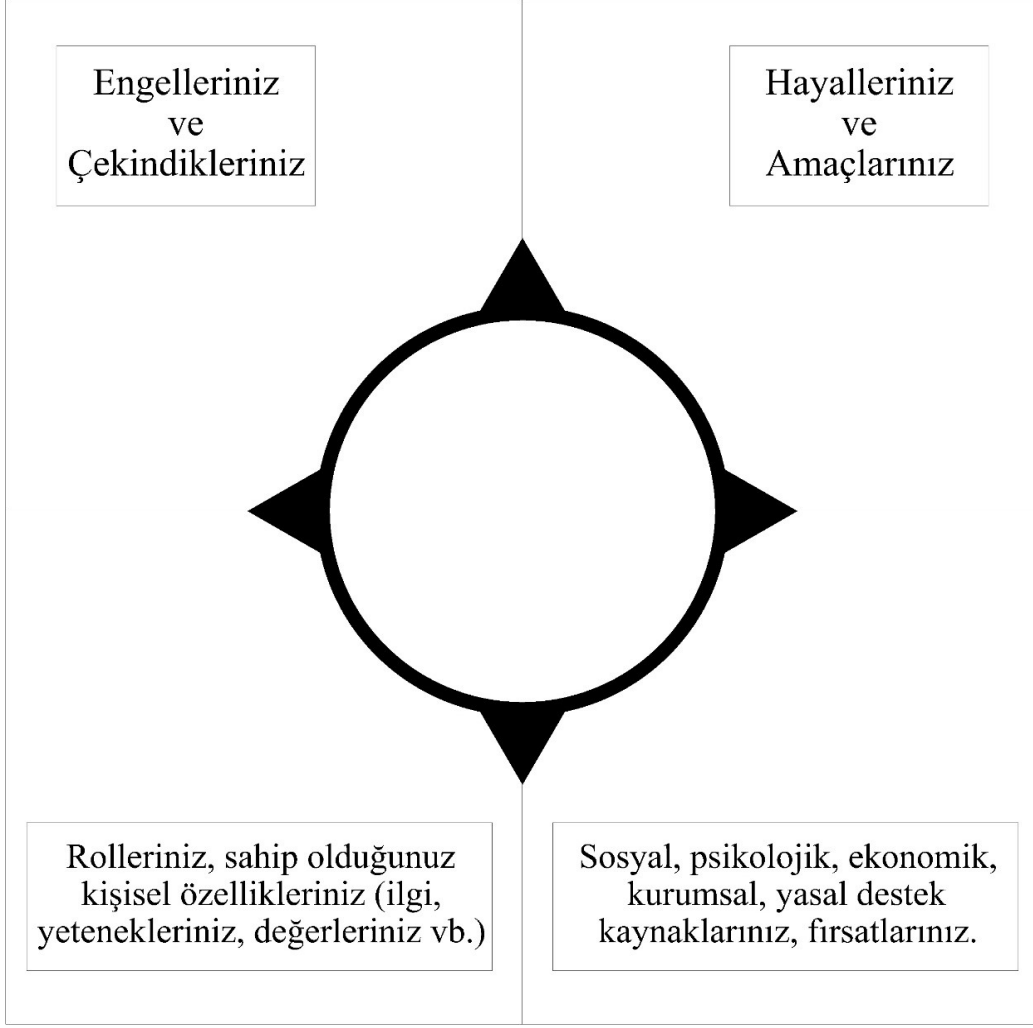 Engelleriniz
ve
Çekindikleriniz
Hayalleriniz
ve
Amaçlarınız
Rolleriniz, sahip olduğunuz
kişisel özellikleriniz (ilgi,
yetenekleriniz, değerleriniz vb.)
Sosyal, psikolojik, ekonomik,
kurumsal, yasal destek
kaynaklarınız, fırsatlarınız.